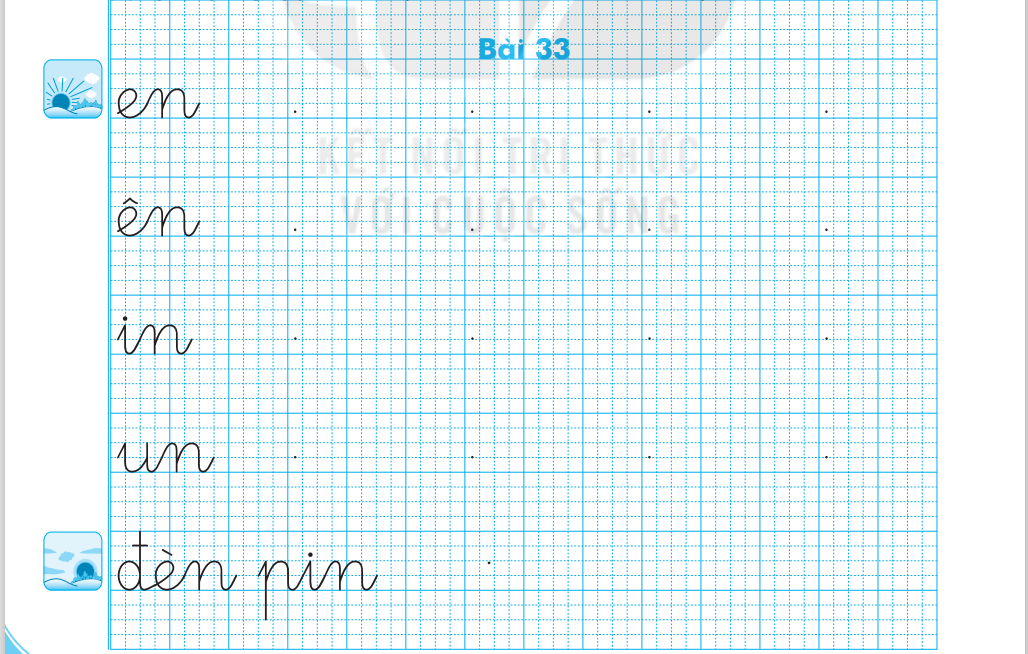 Bài 33
en
KẾT NỐI TRI THỨC
VỚI CUỘC SỐNG
ên
in
un
đèn pin